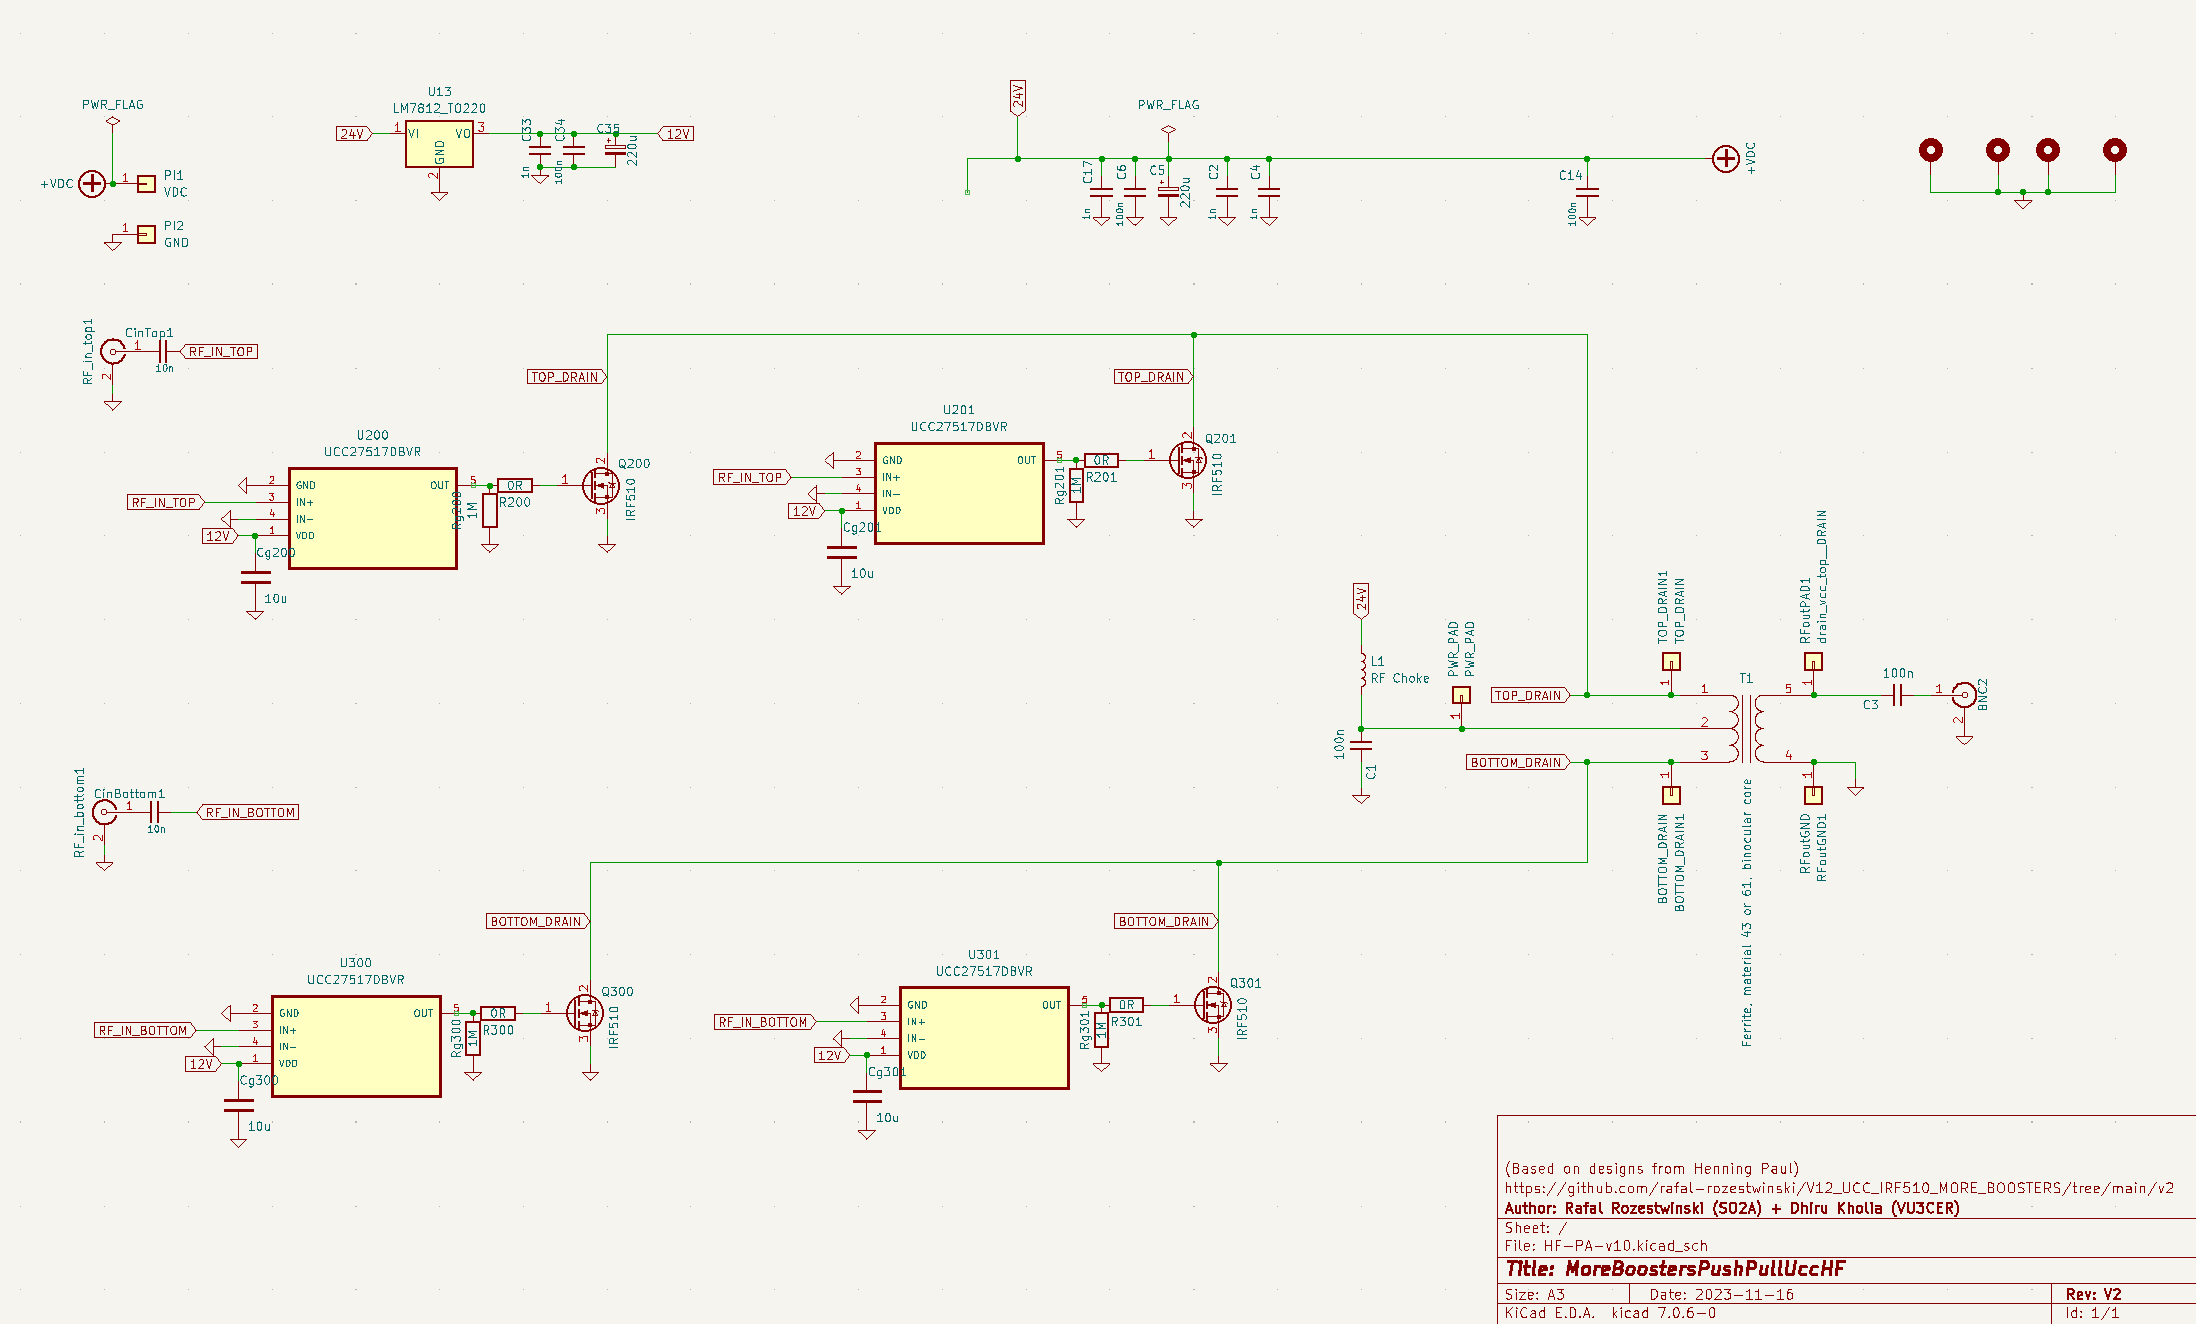 PWR_FLAG
+VDC
1
PI1
VDC
1
PI2
GND
U13
LM7812_TO220
24V
1
VI
VO
3
GND
2
C33
1n
C34
100n
C35
+
220u
12V
24V
PWR_FLAG
C17
1n
C6
100n
C5
+
220u
C2
1n
C4
1n
C14
100n
+VDC
RF_in_top1
CinTop1
1
2
10n
RF_IN_TOP
TOP_DRAIN
TOP_DRAIN
U200
UCC27517DBVR
2
GND
RF_IN_TOP
3
IN+
4
IN-
12V
1
VDD
OUT
5
Cg200
10u
Rg200
1M
0R
R200
1
2
3
Q200
IRF510
U201
UCC27517DBVR
2
GND
RF_IN_TOP
3
IN+
4
IN-
12V
1
VDD
OUT
5
Cg201
10u
Rg201
1M
0R
R201
1
2
3
Q201
IRF510
24V
L1
RF Choke
PWR_PAD
PWR_PAD
1
100n
C1
TOP_DRAIN
BOTTOM_DRAIN
TOP_DRAIN1
TOP_DRAIN
1
1
2
3
T1
5
4
RFoutPAD1
drain_vcc_top__DRAIN
1
100n
C3
1
2
BNC2
1
BOTTOM_DRAIN
BOTTOM_DRAIN1
Ferrite, material 43 or 61, binocular core
1
RFoutGND
RFoutGND1
RF_in_bottom1
CinBottom1
1
2
10n
RF_IN_BOTTOM
BOTTOM_DRAIN
BOTTOM_DRAIN
U300
UCC27517DBVR
2
GND
RF_IN_BOTTOM
3
IN+
4
IN-
12V
1
VDD
OUT
5
Cg300
10u
Rg300
1M
0R
R300
1
2
3
Q300
IRF510
U301
UCC27517DBVR
2
GND
RF_IN_BOTTOM
3
IN+
4
IN-
12V
1
VDD
OUT
5
Cg301
10u
Rg301
1M
0R
R301
1
2
3
Q301
IRF510
(Based on designs from Henning Paul)
https://github.com/rafal-rozestwinski/V12_UCC_IRF510_MORE_BOOSTERS/tree/main/v2
Author: Rafal Rozestwinski (SO2A) + Dhiru Kholia (VU3CER)
Sheet: /
File: HF-PA-v10.kicad_sch
Title: MoreBoostersPushPullUccHF
Size: A3
Date: 2023-11-16
Rev: V2
KiCad E.D.A. kicad 7.0.6-0
Id: 1/1